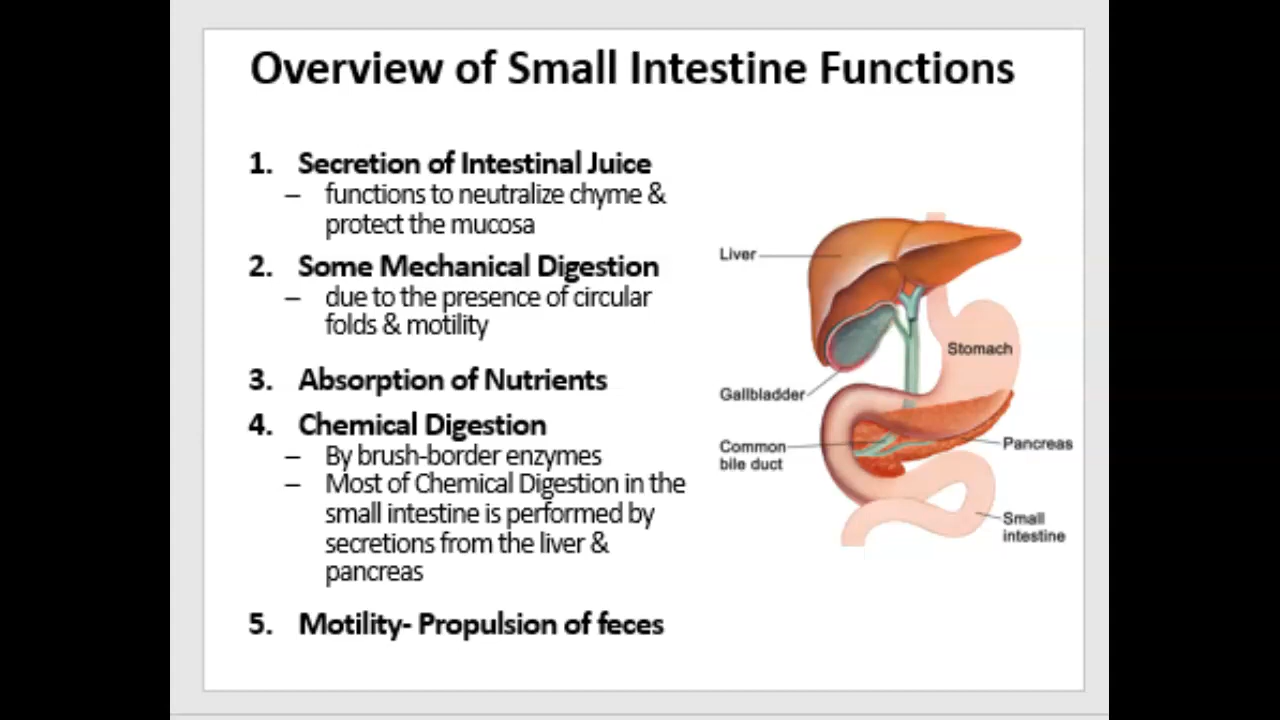 Overview of Small Intestine Functions
1. Secretion of Intestinal Juice
– functions to neutralize chyme &
protect the mucosa
2. Some Mechanical Digestion
– due to the presence of circular
folds & motility
3. Absorption of Nutrients
4. Chemical Digestion
– By brush-border enzymes
– Most of Chemical Digestion in the
small intestine is performed by
secretions from the liver &
pancreas
5. Motility- Propulsion of feces
Liver
Stomach
Gallbladder
Common
bile duct
Pancreas
Small
intestine